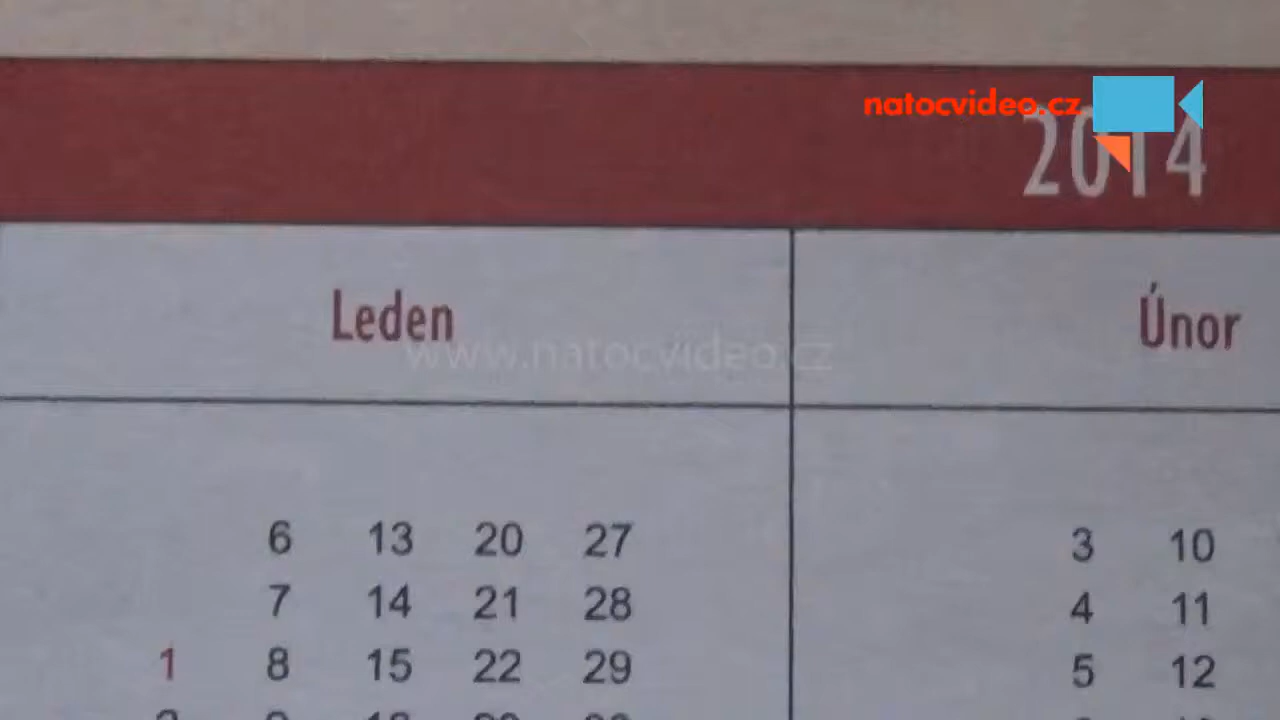 natocvideo.cz
2014
Leden Únor
www.natocvideo.cz
6 13 20 27 3 10
7 14 21 28 4 11
1 8 15 22 29 5 12